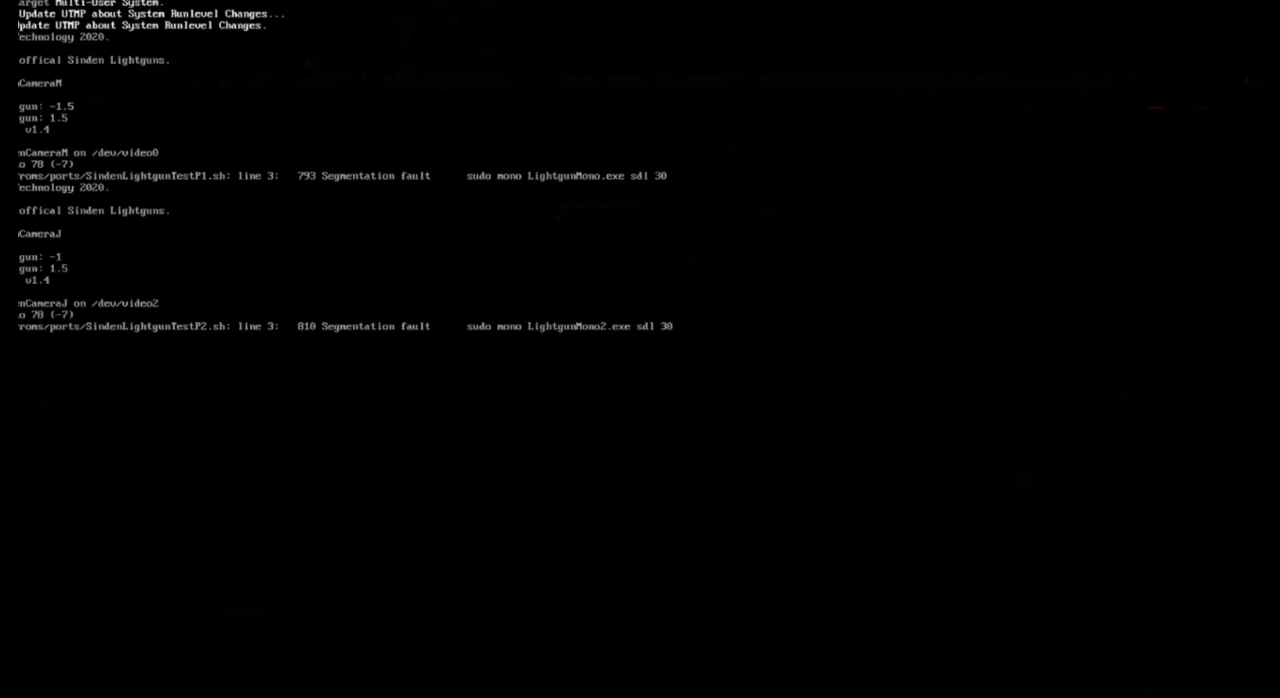 arget Multi-User System.
Update UTMP about System Runlevel Changes...
Update UTMP about System Runlevel Changes.
echnology 2020.
offical Sinden Lightguns.
CameraM
gun: -1.5
gun: 1.5
v1.4
mCameraM on /dev/video0
o 78 (-7)
roms/ports/SindenLightgunTestP1.sh: line 3: 793 Segmentation fault sudo mono LightgunMono.exe sdl 30
echnology 2020.
offical Sinden Lightguns.
CameraJ
gun: -1
gun: 1.5
v1.4
mCameraJ on /dev/video2
o 78 (-7)
roms/ports/SindenLightgunTestP2.sh: line 3: 810 Segmentation fault sudo mono LightgunMono2.exe sdl 30